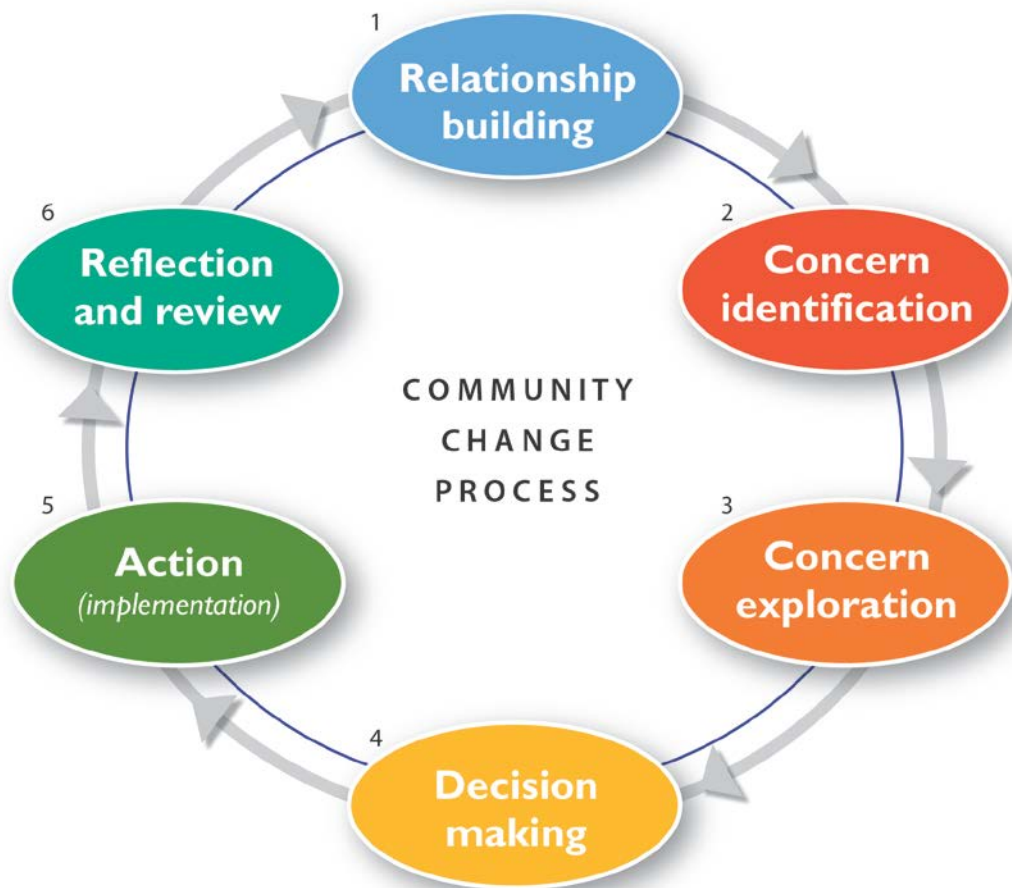 1
Relationship
building
2
Concern
identification
3
Concern
exploration
4
Decision
making
5
Action
(implementation)
6
Reflection
and review
COMMUNITY
CHANGE
PROCESS